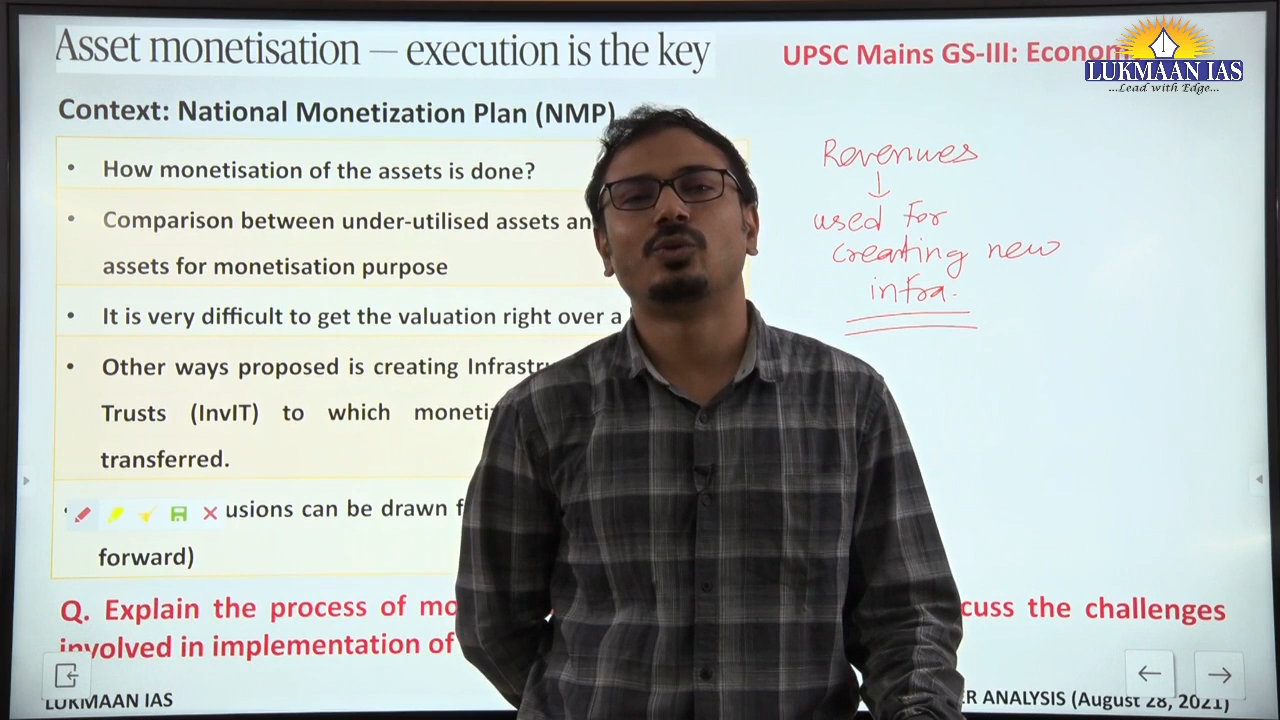 Asset monetisation – execution is the key
UPSC Mains GS-III: Econom
LUKMAAN IAS
...Lead with Edge...
Context: National Monetization Plan (NMP)
• How monetisation of the assets is done?
• Comparison between under-utilised assets an
assets for monetisation purpose
• It is very difficult to get the valuation right over a
• Other ways proposed is creating Infrastru
Trusts (InvIT) to which monetiz
transferred.
usions can be drawn f
forward)
Revenues
↓
used for
creating new
infra.
Q. Explain the process of mo cuss the challenges
involved in implementation of
LUKMAAN IAS
ER ANALYSIS (August 28, 2021)